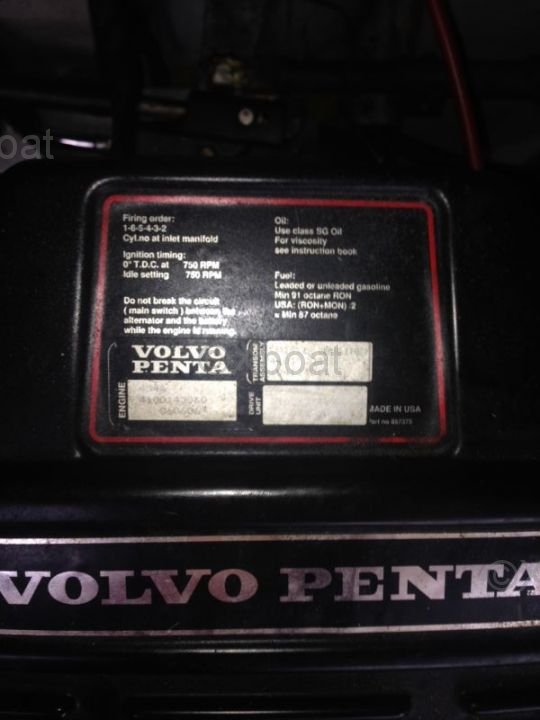 Firing order:
1-6-5-4-3-2
Cyl.no at inlet manifold
Ignition timing:
0° T.D.C. at 750 RPM
Idle setting 750 RPM
Do not break the circuit
( main switch ) between the
alternator and the battery
while the engine is running.
Oil:
Use class SG Oil
For viscosity
see instruction book
Fuel:
Leaded or unleaded gasoline
Min 91 octane RON
USA: (RON+MON) :2
= Min 87 octane
VOLVO
PENTA
ENGINE
TRANSOM
ASSEMBLY
DRIVE
UNIT
MADE IN USA
Part no 857375
VOLVO PENTA
oat
boat
boat